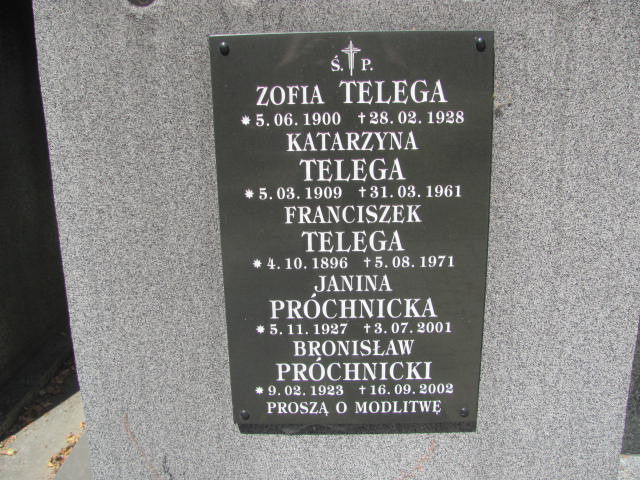 Ś. P.
ZOFIA TELEGA
* 5. 06. 1900 † 28. 02. 1928
KATARZYNA
TELEGA
* 5. 03. 1909 † 31. 03. 1961
FRANCISZEK
TELEGA
* 4. 10. 1896 † 5. 08. 1971
JANINA
PRÓCHNICKA
* 5. 11. 1927 † 3. 07. 2001
BRONISŁAW
PRÓCHNICKI
* 9. 02. 1923 † 16. 09. 2002
PROSZĄ O MODLITWĘ